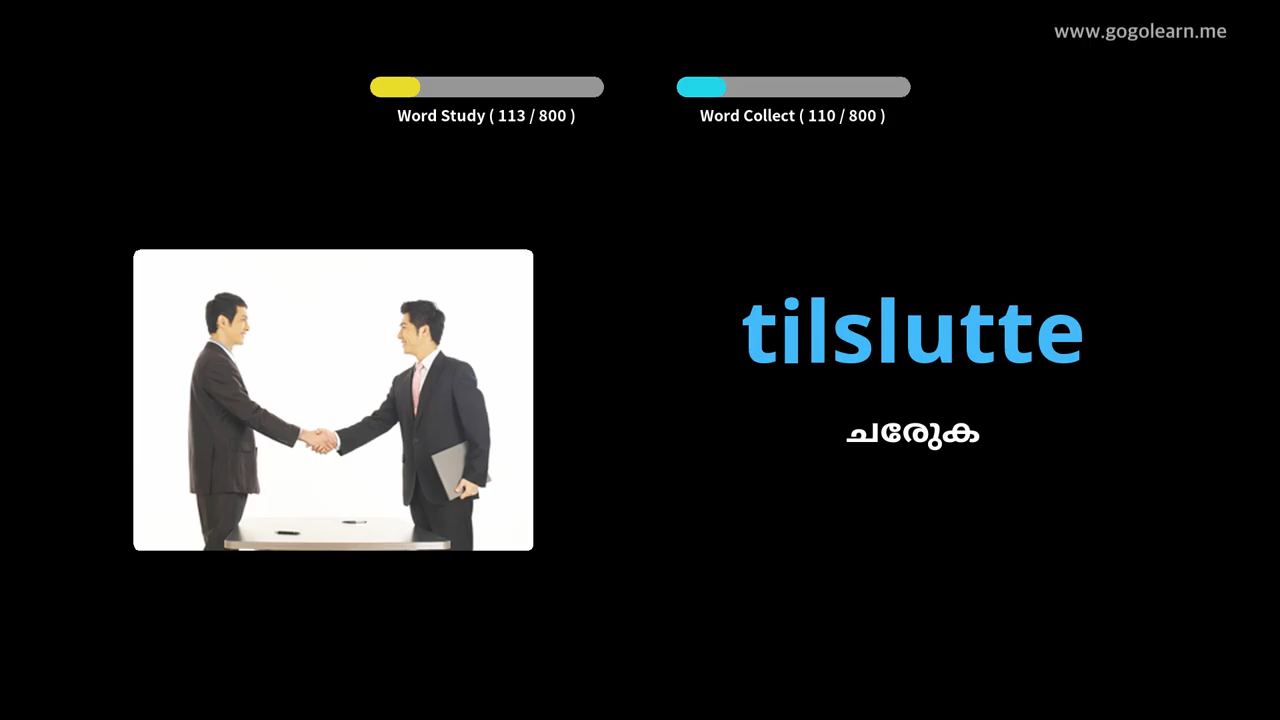 www.gogolearn.me
Word Study ( 113 / 800 )
Word Collect ( 110 / 800 )
tilslutte
ചേരുക